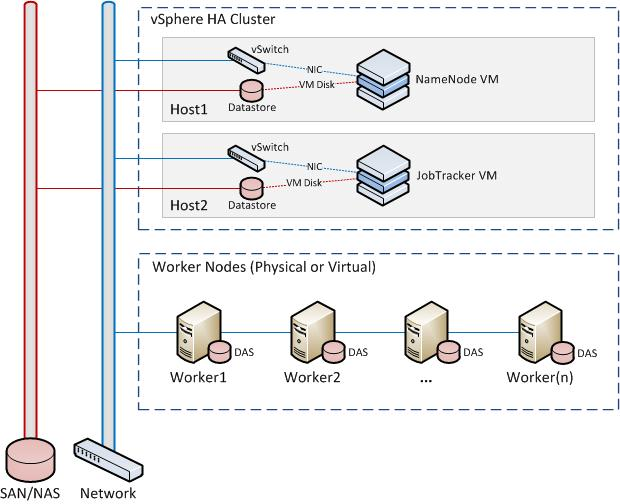 vSphere HA Cluster
vSwitch
NIC
VM Disk
NameNode VM
Host1
Datastore
vSwitch
NIC
VM Disk
JobTracker VM
Host2
Datastore
Worker Nodes (Physical or Virtual)
DAS
DAS
DAS
DAS
Worker1
Worker2
...
Worker(n)
SAN/NAS
Network